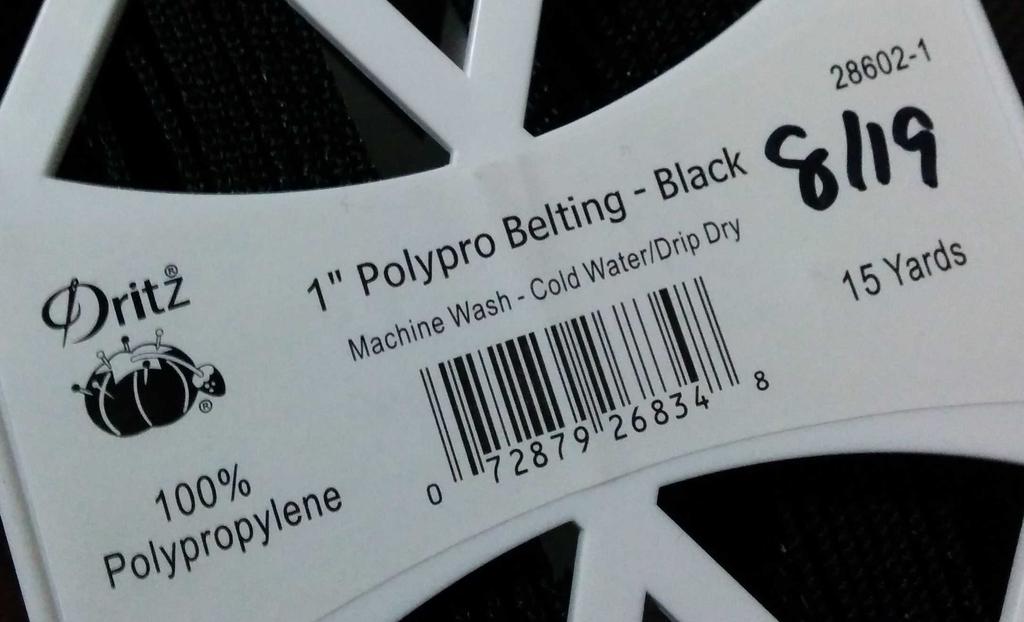 28602-1
8/19
1" Polypro Belting - Black
Machine Wash - Cold Water/Drip Dry
15 Yards
Dritz®
®
0 72879 26834 8
100%
Polypropylene